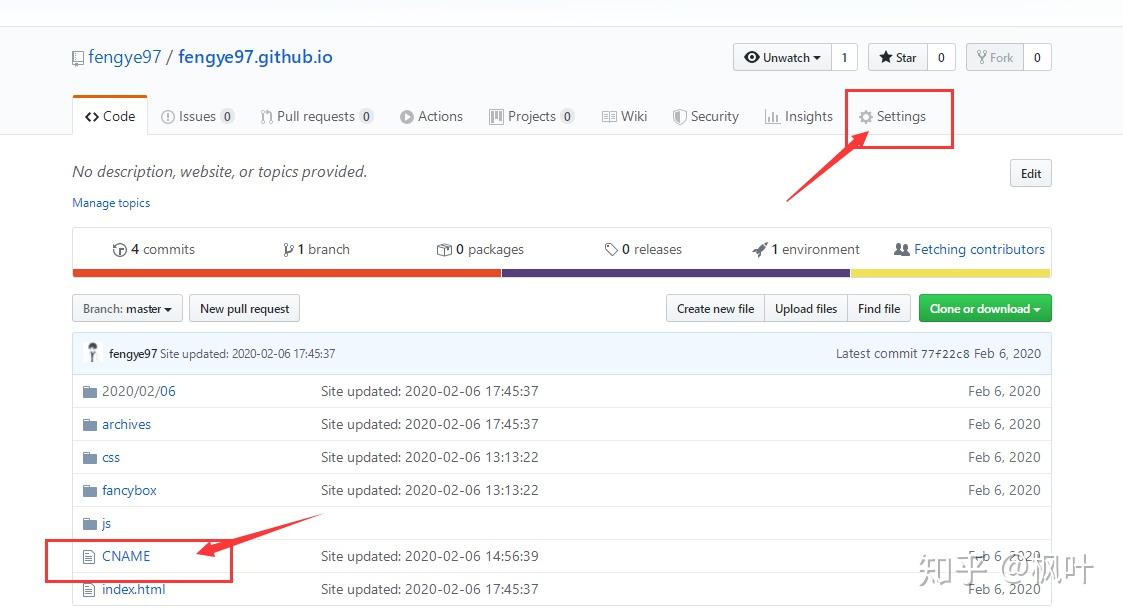 fengye97 / fengye97.github.io
Unwatch 1 Star 0 Fork 0
Code Issues 0 Pull requests 0 Actions Projects 0 Wiki Security Insights Settings
No description, website, or topics provided.
Edit
Manage topics
4 commits 1 branch 0 packages 0 releases 1 environment Fetching contributors
Branch: master New pull request Create new file Upload files Find file Clone or download
fengye97 Site updated: 2020-02-06 17:45:37 Latest commit 77f22c8 Feb 6, 2020
2020/02/06 Site updated: 2020-02-06 17:45:37 Feb 6, 2020
archives Site updated: 2020-02-06 17:45:37 Feb 6, 2020
css Site updated: 2020-02-06 13:13:22 Feb 6, 2020
fancybox Site updated: 2020-02-06 13:13:22 Feb 6, 2020
js
CNAME Site updated: 2020-02-06 14:56:39 Feb 6, 2020
知乎 @枫叶
index.html Site updated: 2020-02-06 17:45:37 Feb 6, 2020